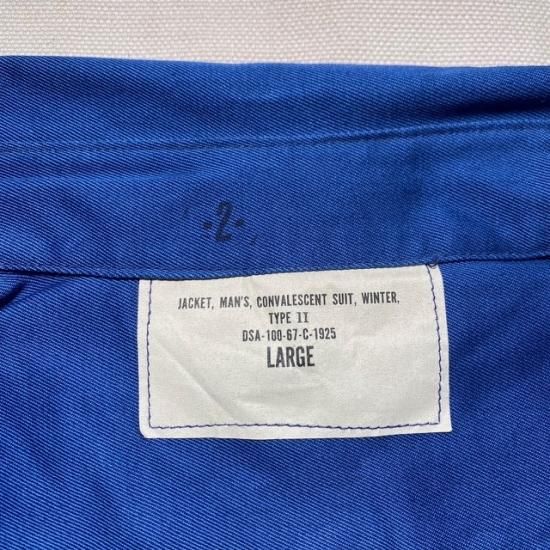 ·2·
JACKET, MAN'S, CONVALESCENT SUIT, WINTER,
TYPE II
DSA-100-67-C-1925
LARGE